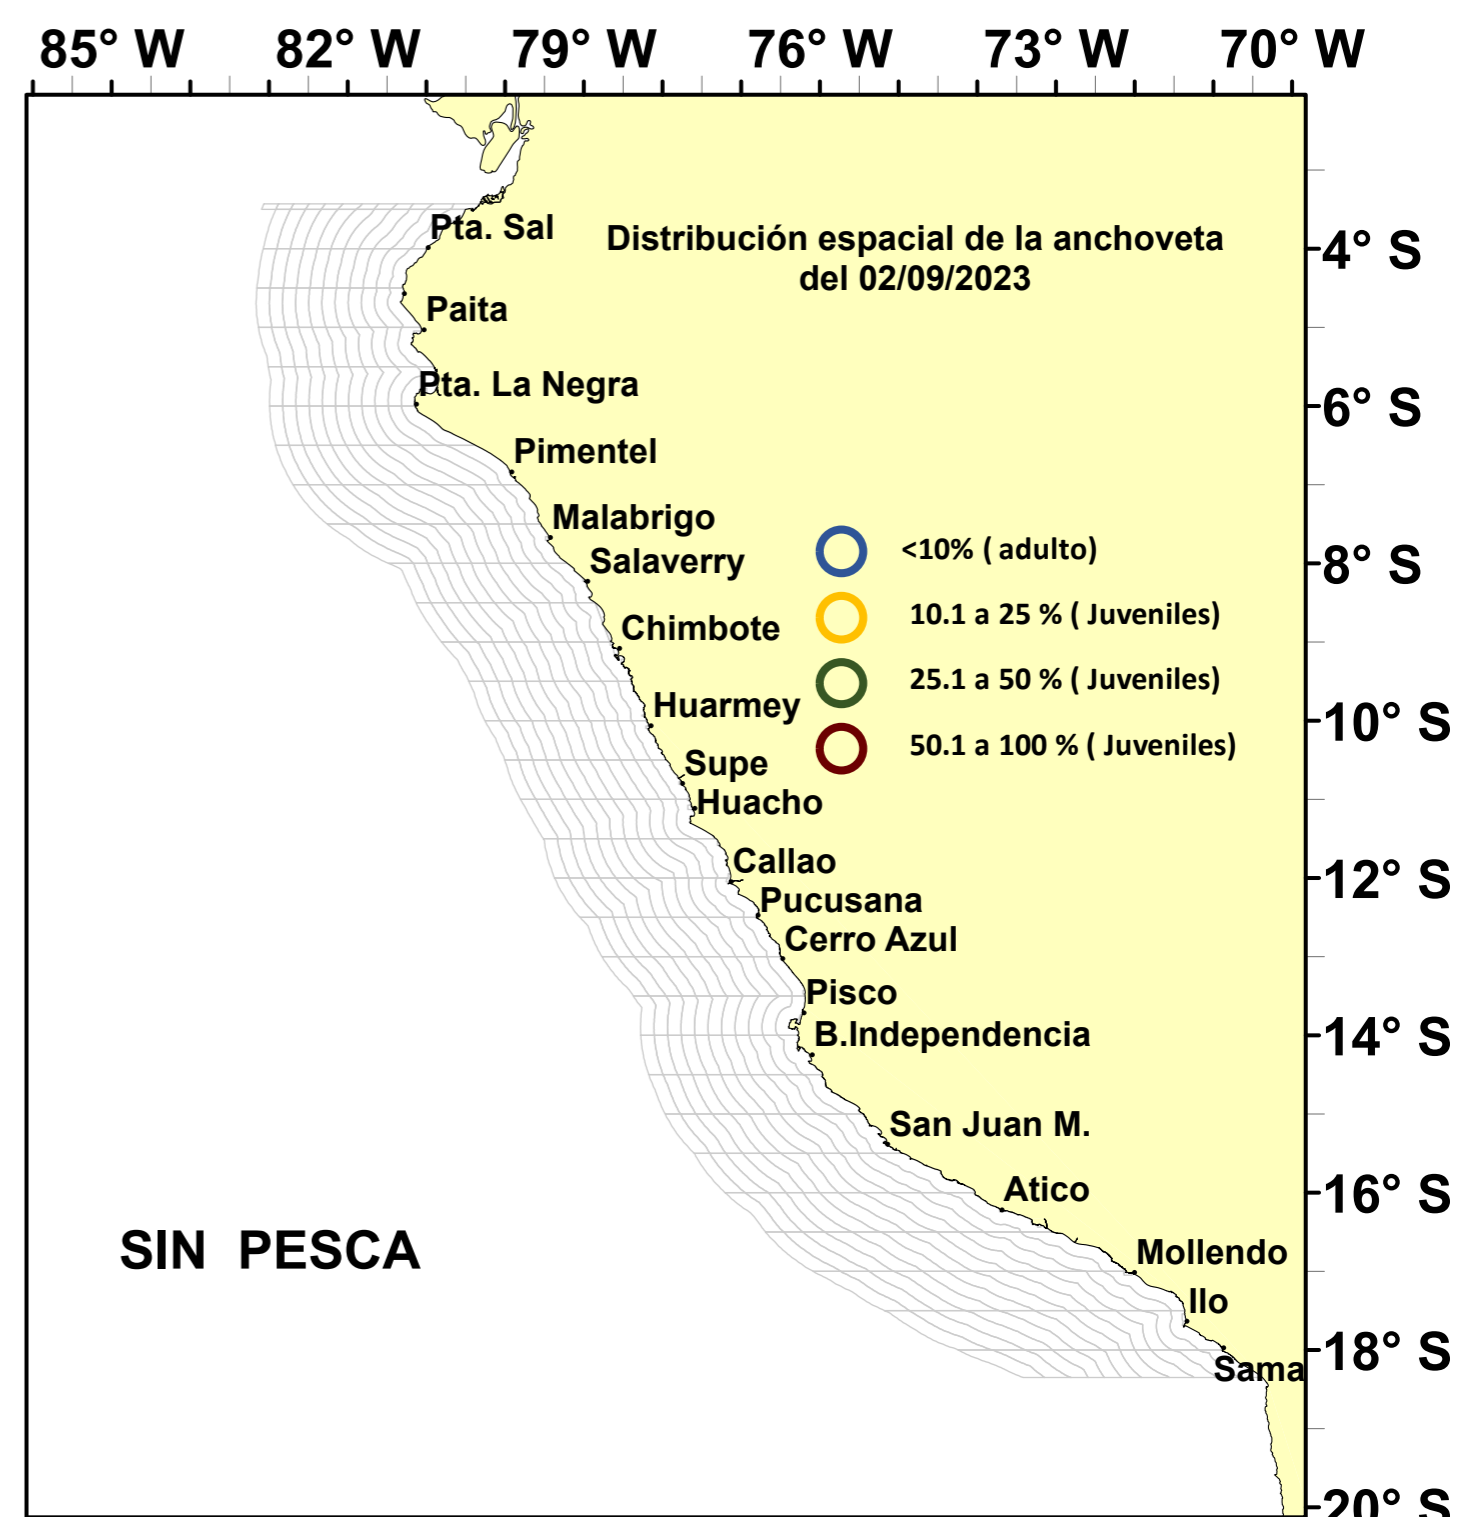 85° W 82° W 79° W 76° W 73° W 70° W
Pta. Sal
Distribución espacial de la anchoveta
del 02/09/2023
4° S
Paita
Pta. La Negra
6° S
Pimentel
Malabrigo
Salaverry
<10% ( adulto)
8° S
10.1 a 25 % ( Juveniles)
Chimbote
25.1 a 50 % ( Juveniles)
Huarmey
10° S
50.1 a 100 % ( Juveniles)
Supe
Huacho
Callao
12° S
Pucusana
Cerro Azul
Pisco
B.Independencia
14° S
San Juan M.
Atico
16° S
SIN PESCA
Mollendo
Ilo
18° S
Sama
20° S